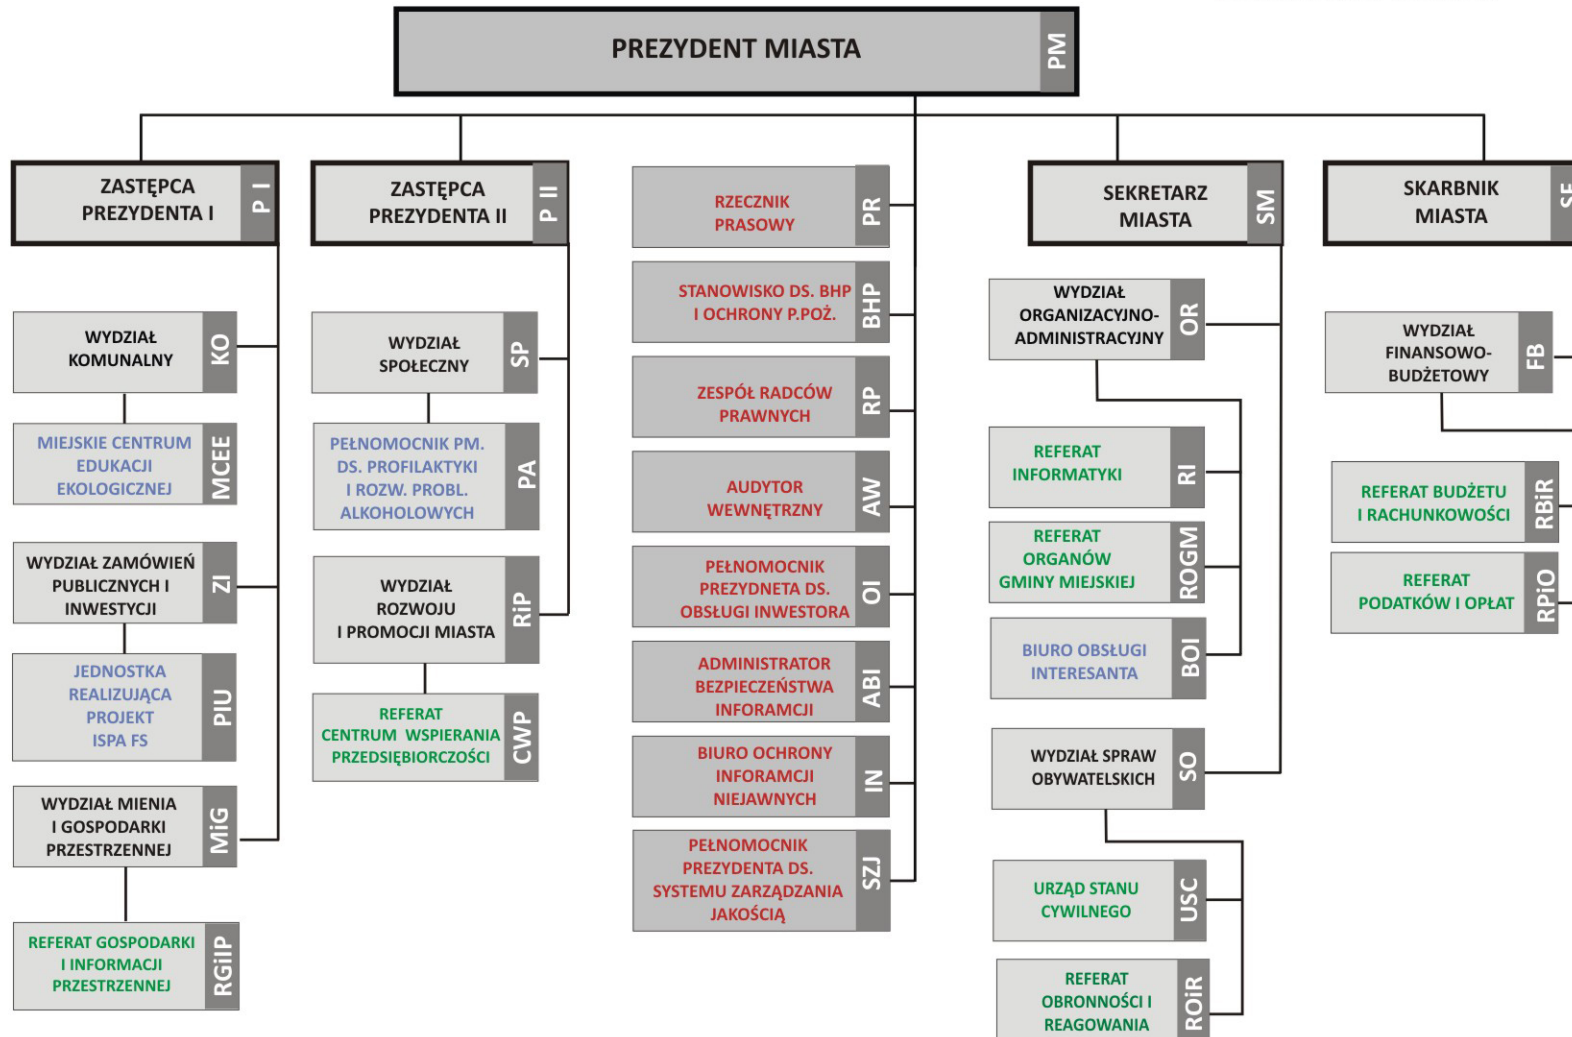 PREZYDENT MIASTA
PM
ZASTĘPCA
PREZYDENTA I
P I
ZASTĘPCA
PREZYDENTA II
P II
RZECZNIK
PRASOWY
PR
SEKRETARZ
MIASTA
SM
SKARBNIK
MIASTA
WYDZIAŁ
KOMUNALNY
KO
MIEJSKIE CENTRUM
EDUKACJI
EKOLOGICZNEJ
MCEE
WYDZIAŁ ZAMÓWIEŃ
PUBLICZNYCH I
INWESTYCJI
ZI
JEDNOSTKA
REALIZUJĄCA
PROJEKT
ISPA FS
PIU
WYDZIAŁ MIENIA
I GOSPODARKI
PRZESTRZENNEJ
MiG
REFERAT GOSPODARKI
I INFORMACJI
PRZESTRZENNEJ
RGiIP
WYDZIAŁ
SPOŁECZNY
SP
PEŁNOMOCNIK PM.
DS. PROFILAKTYKI
I ROZW. PROBL.
ALKOHOLOWYCH
PA
WYDZIAŁ
ROZWOJU
I PROMOCJI MIASTA
RiP
REFERAT
CENTRUM WSPIERANIA
PRZEDSIĘBIORCZOŚCI
CWP
STANOWISKO DS. BHP
I OCHRONY P.POŻ.
BHP
ZESPÓŁ RADCÓW
PRAWNYCH
RP
AUDYTOR
WEWNĘTRZNY
AW
PEŁNOMOCNIK
PREZYDNETA DS.
OBSŁUGI INWESTORA
OI
ADMINISTRATOR
BEZPIECZEŃSTWA
INFORAMCJI
ABI
BIURO OCHRONY
INFORAMCJI
NIEJAWNYCH
IN
PEŁNOMOCNIK
PREZYDENTA DS.
SYSTEMU ZARZĄDZANIA
JAKOŚCIĄ
SZJ
WYDZIAŁ
ORGANIZACYJNO-
ADMINISTRACYJNY
OR
REFERAT
INFORMATYKI
RI
REFERAT
ORGANÓW
GMINY MIEJSKIEJ
ROGM
BIURO OBSŁUGI
INTERESANTA
BOI
WYDZIAŁ SPRAW
OBYWATELSKICH
SO
URZĄD STANU
CYWILNEGO
USC
REFERAT
OBRONNOŚCI I
REAGOWANIA
ROiR
WYDZIAŁ
FINANSOWO-
BUDŻETOWY
FB
REFERAT BUDŻETU
I RACHUNKOWOŚCI
RBiR
REFERAT
PODATKÓW I OPŁAT
RPiO